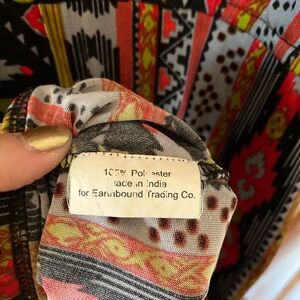 100% Polyester
Made in India
for Earthbound Trading Co.